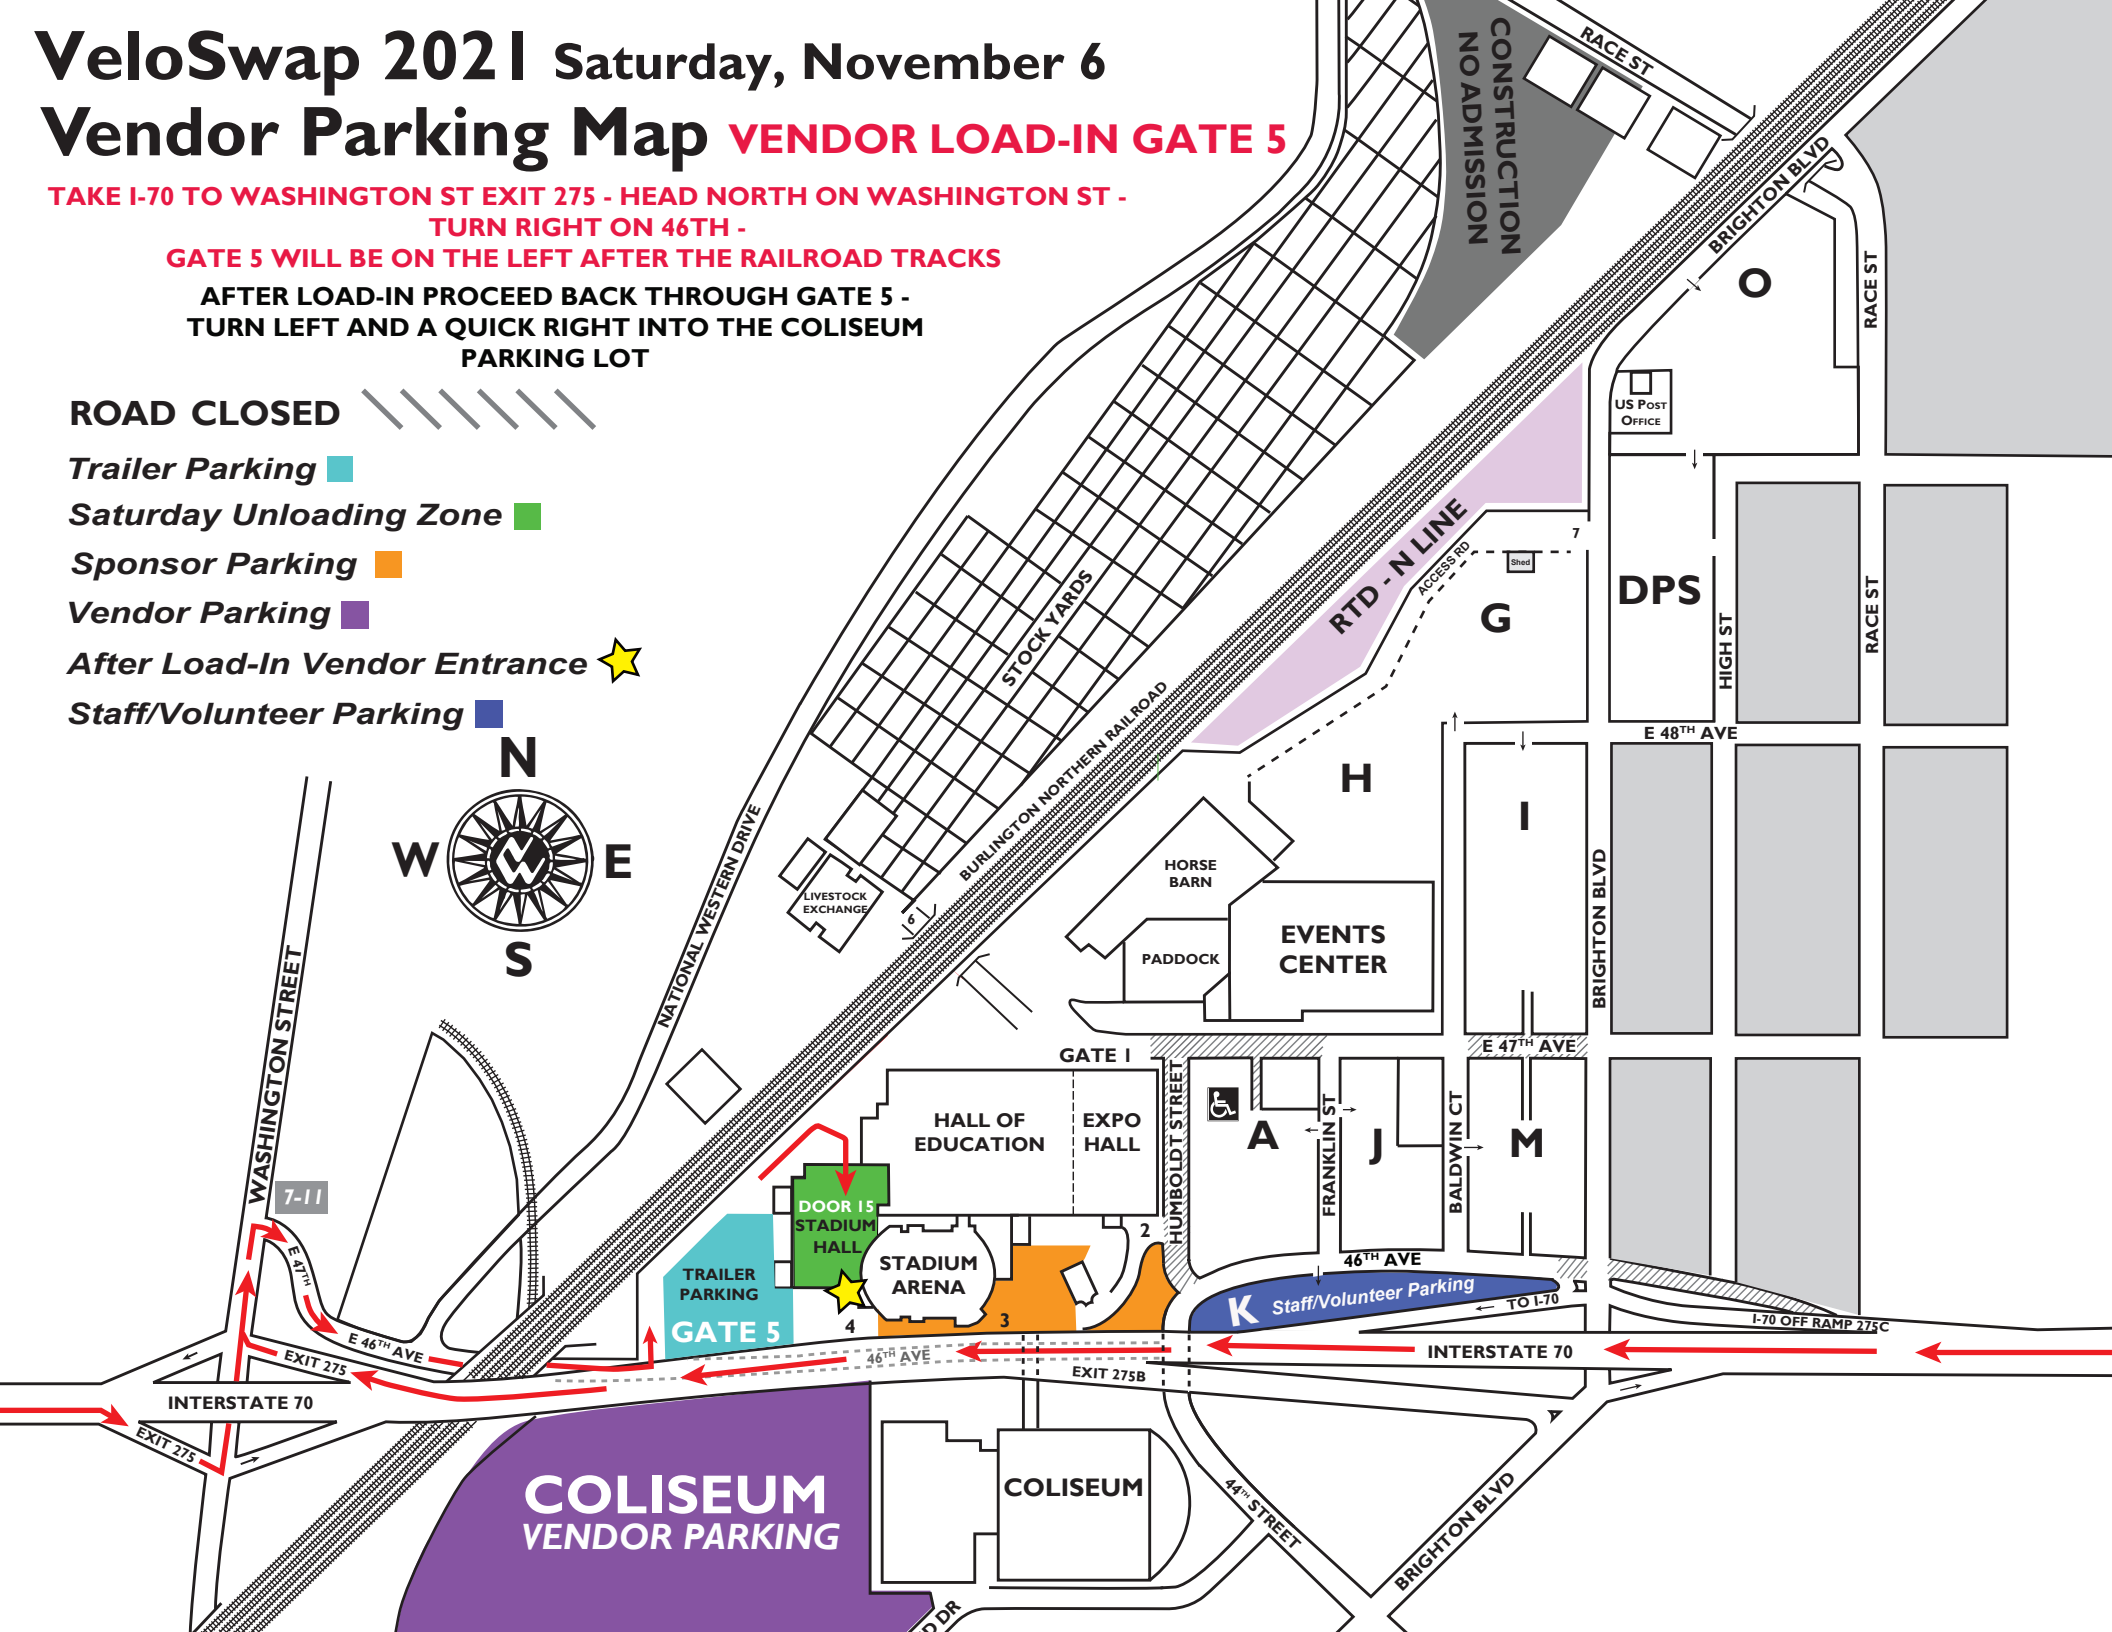 VeloSwap 2021 Saturday, November 6
Vendor Parking Map VENDOR LOAD-IN GATE 5
TAKE I-70 TO WASHINGTON ST EXIT 275 - HEAD NORTH ON WASHINGTON ST -
TURN RIGHT ON 46TH -
GATE 5 WILL BE ON THE LEFT AFTER THE RAILROAD TRACKS
AFTER LOAD-IN PROCEED BACK THROUGH GATE 5 -
TURN LEFT AND A QUICK RIGHT INTO THE COLISEUM
PARKING LOT
ROAD CLOSED
Trailer Parking
Saturday Unloading Zone
Sponsor Parking
Vendor Parking
After Load-In Vendor Entrance
Staff/Volunteer Parking
N
W
E
S
CONSTRUCTION
NO ADMISSION
RACE ST
BRIGHTON BLVD
O
RACE ST
US POST
OFFICE
RTD - N LINE
ACCESS RD
7
Shed
G
DPS
HIGH ST
RACE ST
E 48TH AVE
STOCK YARDS
BURLINGTON NORTHERN RAILROAD
NATIONAL WESTERN DRIVE
LIVESTOCK
EXCHANGE
6
H
I
HORSE
BARN
PADDOCK
EVENTS
CENTER
BRIGHTON BLVD
WASHINGTON STREET
7-11
GATE 1
E 47TH AVE
HALL OF
EDUCATION
EXPO
HALL
HUMBOLDT STREET
A
FRANKLIN ST
J
BALDWIN CT
M
DOOR 15
STADIUM
HALL
STADIUM
ARENA
2
46TH AVE
TRAILER
PARKING
GATE 5
4
3
K Staff/Volunteer Parking
TO I-70
I-70 OFF RAMP 275C
E 47TH
E 46TH AVE
EXIT 275
46TH AVE
INTERSTATE 70
EXIT 275B
INTERSTATE 70
EXIT 275
COLISEUM
VENDOR PARKING
COLISEUM
44TH STREET
BRIGHTON BLVD
D DR